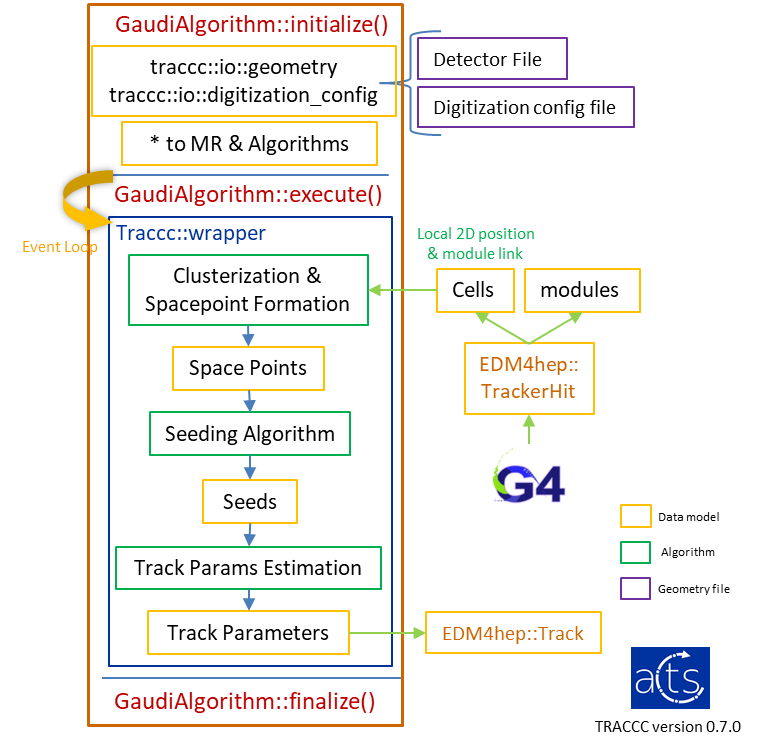 GaudiAlgorithm::initialize()
traccc::io::geometry
traccc::io::digitization_config
Detector File
Digitization config file
* to MR & Algorithms
GaudiAlgorithm::execute()
Event Loop
Traccc::wrapper
Local 2D position
& module link
Clusterization &
Spacepoint Formation
Cells
modules
Space Points
EDM4hep::
TrackerHit
Seeding Algorithm
G4
Seeds
Data model
Algorithm
Geometry file
Track Params Estimation
Track Parameters
EDM4hep::Track
acts
GaudiAlgorithm::finalize()
TRACCC version 0.7.0